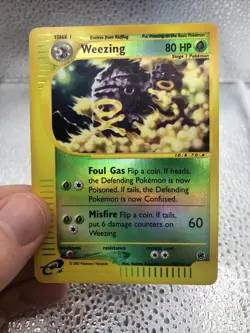 STAGE 1 Evolves from Koffing Put Weezing on the Basic Pokémon
Weezing 80 HP
Stage 1 Pokémon
Foul Gas Flip a coin. If heads,
the Defending Pokémon is now
Poisoned. If tails, the Defending
Pokémon is now Confused.
Misfire Flip a coin. If tails,
put 6 damage counters on
Weezing.
60
weakness resistance retreat cost
e